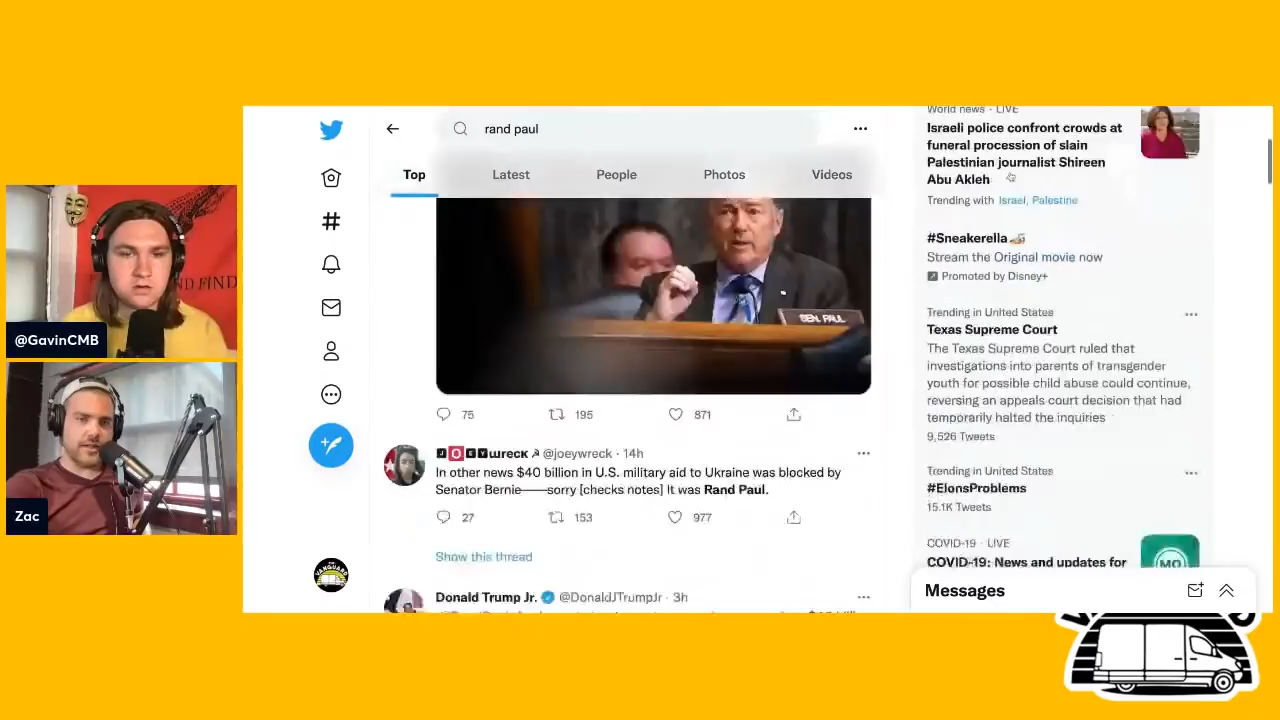 rand paul
Top
Latest
People
Photos
Videos
SEN. PAUL
75
195
871
JOEYwreck @joeywreck · 14h
In other news $40 billion in U.S. military aid to Ukraine was blocked by
Senator Bernie——sorry [checks notes] It was Rand Paul.
27
153
977
Show this thread
Donald Trump Jr. @DonaldJTrumpJr · 3h
World news · LIVE
Israeli police confront crowds at
funeral procession of slain
Palestinian journalist Shireen
Abu Akleh
Trending with Israel, Palestine
#Sneakerella
Stream the Original movie now
Promoted by Disney+
Trending in United States
Texas Supreme Court
The Texas Supreme Court ruled that
investigations into parents of transgender
youth for possible child abuse could continue,
reversing an appeals court decision that had
temporarily halted the inquiries
9,526 Tweets
Trending in United States
#ElonsProblems
15.1K Tweets
COVID-19 · LIVE
COVID-19: News and updates for
MO
Messages
@GavinCMB
Zac
ND FIND
VANGUARD